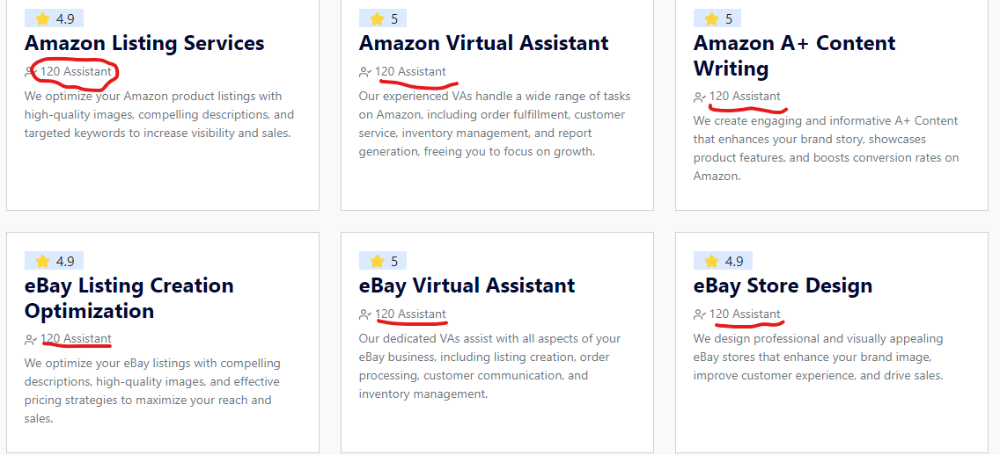 4.9
Amazon Listing Services
120 Assistant
We optimize your Amazon product listings with
high-quality images, compelling descriptions, and
targeted keywords to increase visibility and sales.
5
Amazon Virtual Assistant
120 Assistant
Our experienced VAs handle a wide range of tasks
on Amazon, including order fulfillment, customer
service, inventory management, and report
generation, freeing you to focus on growth.
5
Amazon A+ Content
Writing
120 Assistant
We create engaging and informative A+ Content
that enhances your brand story, showcases
product features, and boosts conversion rates on
Amazon.
4.9
eBay Listing Creation
Optimization
120 Assistant
We optimize your eBay listings with compelling
descriptions, high-quality images, and effective
pricing strategies to maximize your reach and
sales.
5
eBay Virtual Assistant
120 Assistant
Our dedicated VAs assist with all aspects of your
eBay business, including listing creation, order
processing, customer communication, and
inventory management.
4.9
eBay Store Design
120 Assistant
We design professional and visually appealing
eBay stores that enhance your brand image,
improve customer experience, and drive sales.